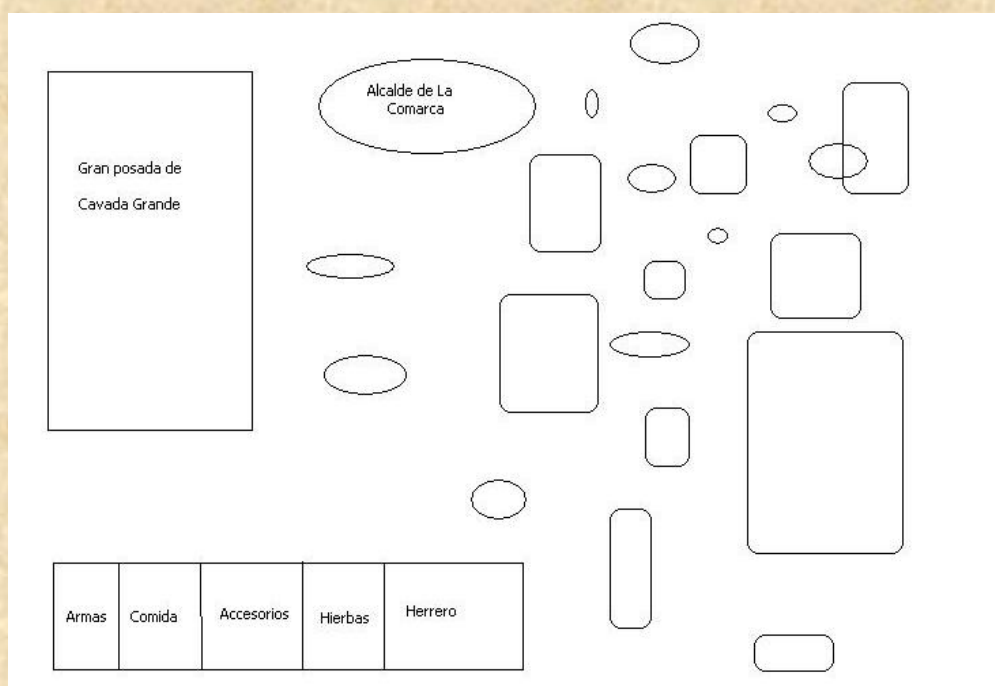 Alcalde de La
Comarca
Gran posada de
Cavada Grande
Armas
Comida
Accesorios
Hierbas
Herrero